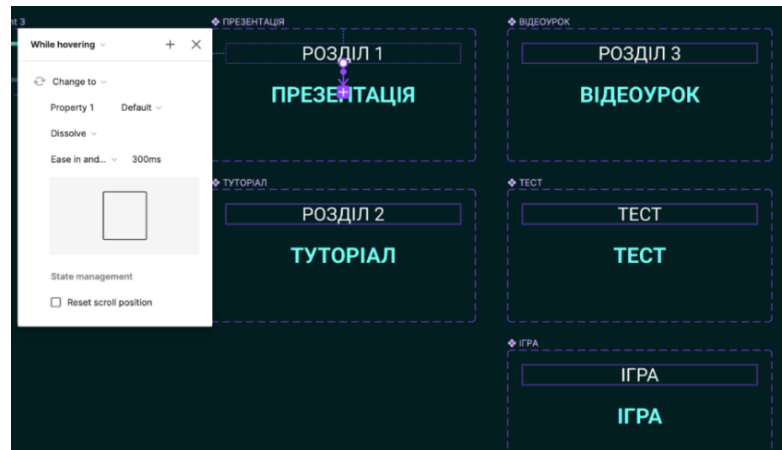 nt 3
While hovering
Change to
Property 1 Default
Dissolve
Ease in and... 300ms
State management
Reset scroll position
ПРЕЗЕНТАЦІЯ
РОЗДІЛ 1
ПРЕЗЕНТАЦІЯ
ВІДЕОУРОК
РОЗДІЛ 3
ВІДЕОУРОК
ТУТОРІАЛ
РОЗДІЛ 2
ТУТОРІАЛ
ТЕСТ
ТЕСТ
ТЕСТ
ІГРА
ІГРА
ІГРА